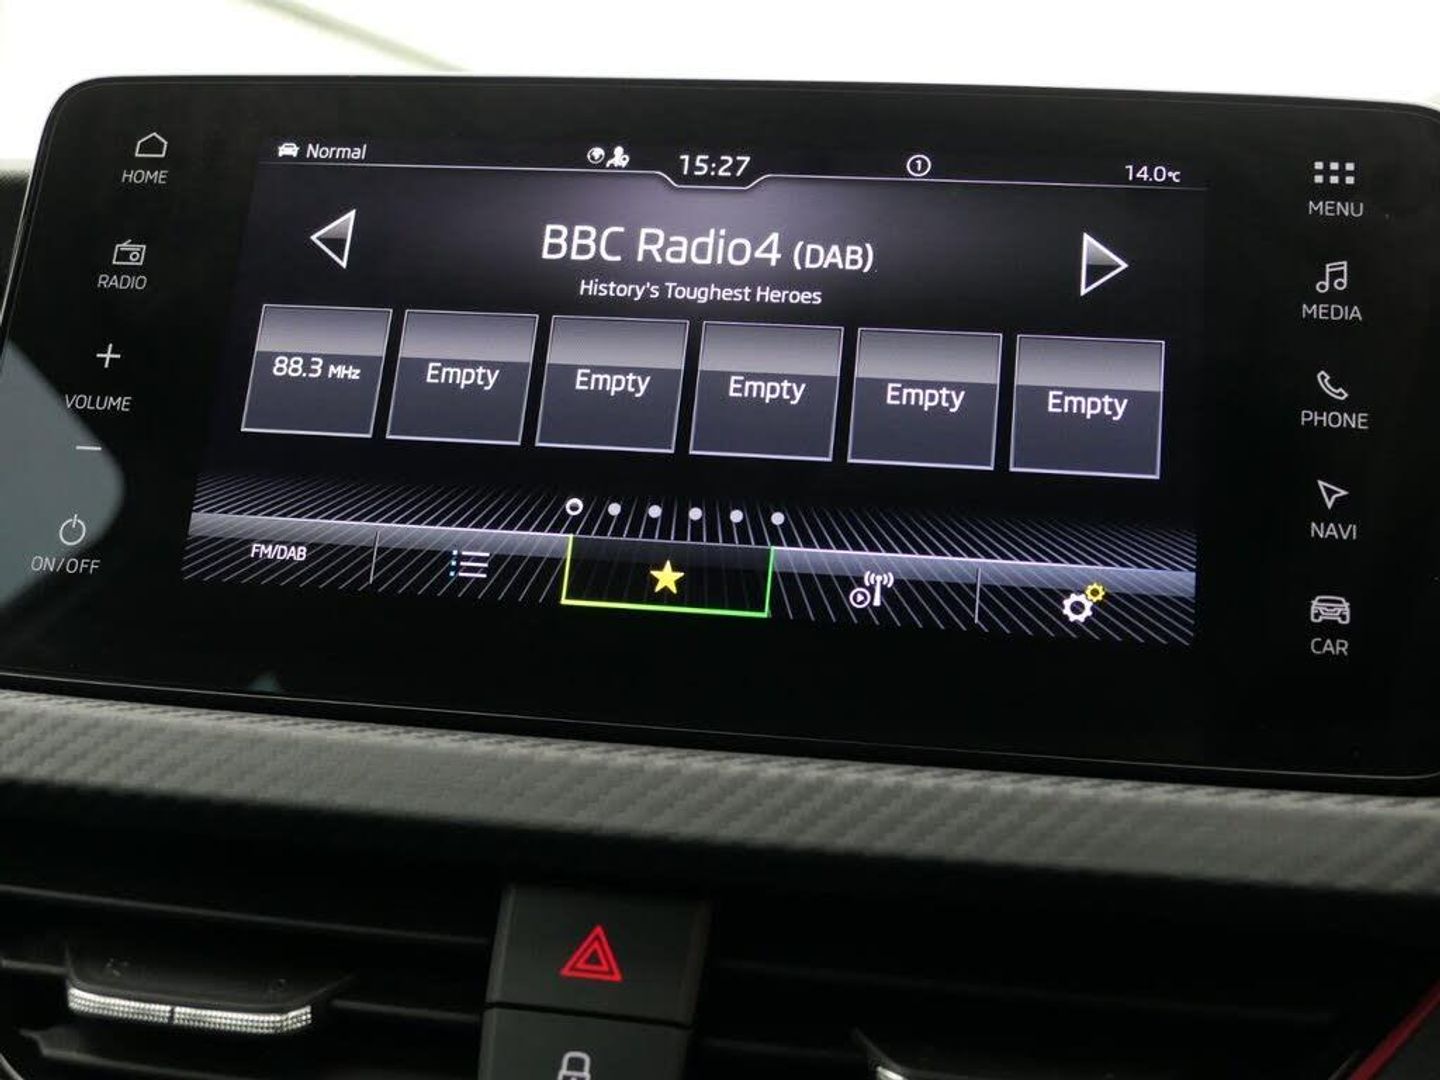 HOME
RADIO
VOLUME
ON/OFF
Normal
15:27
1
14.0°C
BBC Radio4 (DAB)
History's Toughest Heroes
88.3 MHz
Empty
Empty
Empty
Empty
Empty
FM/DAB
MENU
MEDIA
PHONE
NAVI
CAR